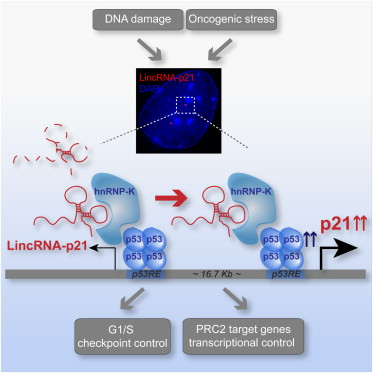 DNA damage
Oncogenic stress
LincRNA-p21
DAPI
hnRNP-K
hnRNP-K
p21
LincRNA-p21
p53 p53
p53 p53
p53 p53
p53 p53
p53RE
~ 16.7 Kb ~
p53RE
G1/S
checkpoint control
PRC2 target genes
transcriptional control